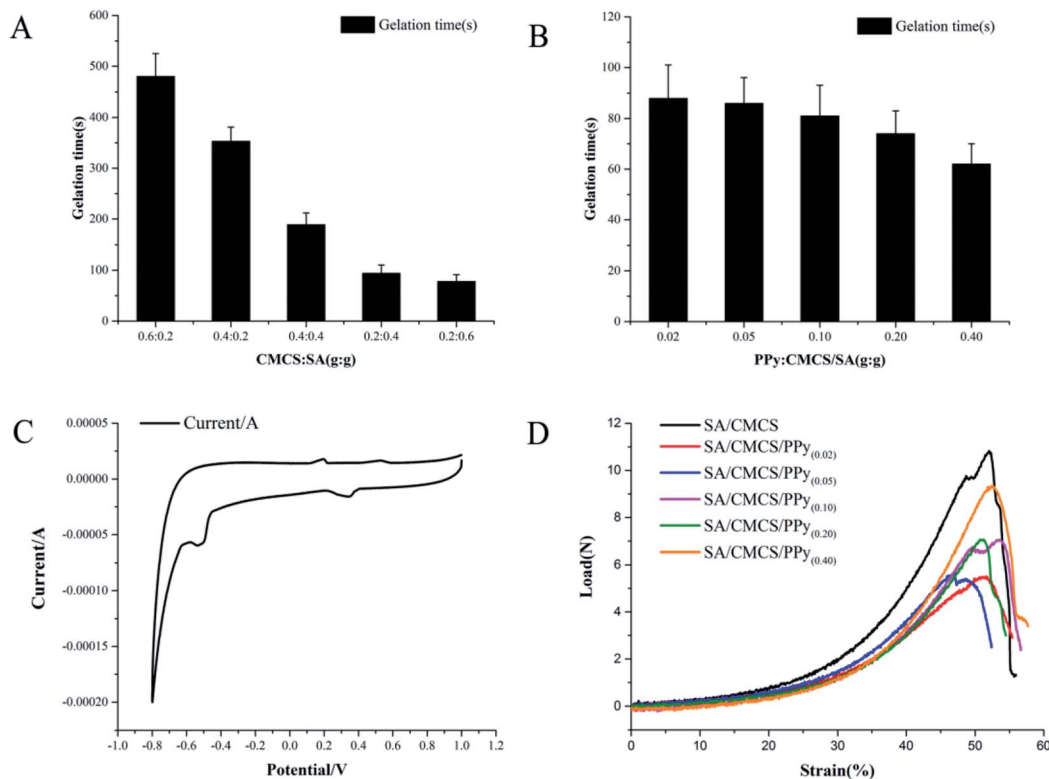 A
Gelation time(s)
600
500
400
300
200
100
0
Gelation time(s)
0.6:0.2
0.4:0.2
0.4:0.4
0.2:0.4
0.2:0.6
CMCS:SA(g:g)
B
Gelation time(s)
120
100
80
60
40
20
0
Gelation time(s)
0.02
0.05
0.10
0.20
0.40
PPy:CMCS/SA(g:g)
C
Current/A
0.00005
0.00000
-0.00005
-0.00010
-0.00015
-0.00020
Current/A
-1.0
-0.8
-0.6
-0.4
-0.2
0.0
0.2
0.4
0.6
0.8
1.0
1.2
Potential/V
D
SA/CMCS
SA/CMCS/PPy(0.02)
SA/CMCS/PPy(0.05)
SA/CMCS/PPy(0.10)
SA/CMCS/PPy(0.20)
SA/CMCS/PPy(0.40)
12
10
8
6
4
2
0
Load(N)
0
10
20
30
40
50
60
Strain(%)